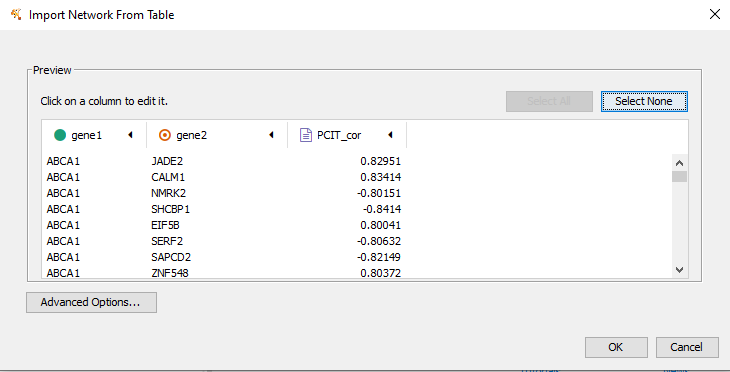 Import Network From Table
Preview
Click on a column to edit it.
Select All
Select None
gene1 gene2 PCIT_cor
ABCA1 JADE2 0.82951
ABCA1 CALM1 0.83414
ABCA1 NMRK2 -0.80151
ABCA1 SHCBP1 -0.8414
ABCA1 EIF5B 0.80041
ABCA1 SERF2 -0.80632
ABCA1 SAPCD2 -0.82149
ABCA1 ZNF548 0.80372
Advanced Options...
OK
Cancel